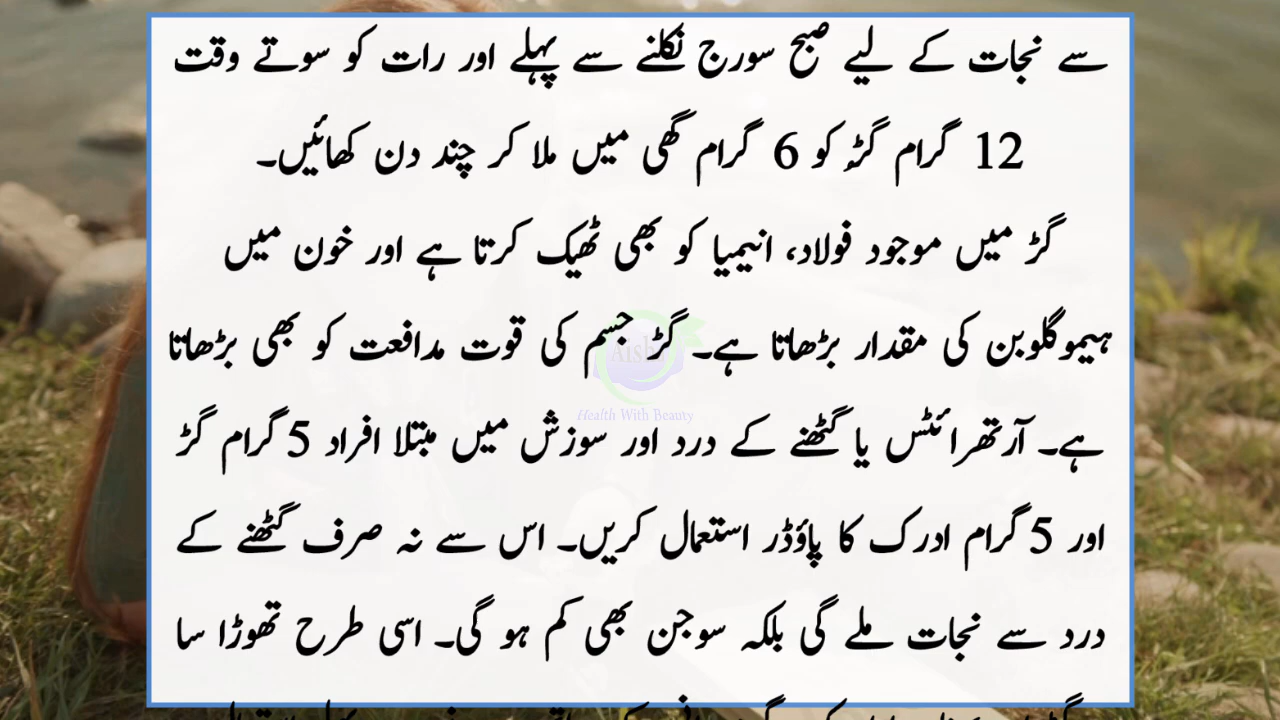 سے نجات کے لیے صبح سورج نکلنے سے پہلے اور رات کو سوتے وقت
12 گرام گڑ کو 6 گرام گھی میں ملا کر چند دن کھائیں۔
گڑ میں موجود فولاد، انیمیا کو بھی ٹھیک کرتا ہے اور خون میں
ہیموگلوبن کی مقدار بڑھاتا ہے۔ گڑ جسم کی قوت مدافعت کو بھی بڑھاتا
ہے۔ آرتھرائٹس یا گٹھنے کے درد اور سوزش میں مبتلا افراد 5 گرام گڑ
اور 5 گرام ادرک کا پاؤڈر استعمال کریں۔ اس سے نہ صرف گٹھنے کے
درد سے نجات ملے گی بلکہ سوجن بھی کم ہو گی۔ اسی طرح تھوڑا سا
Health With Beauty